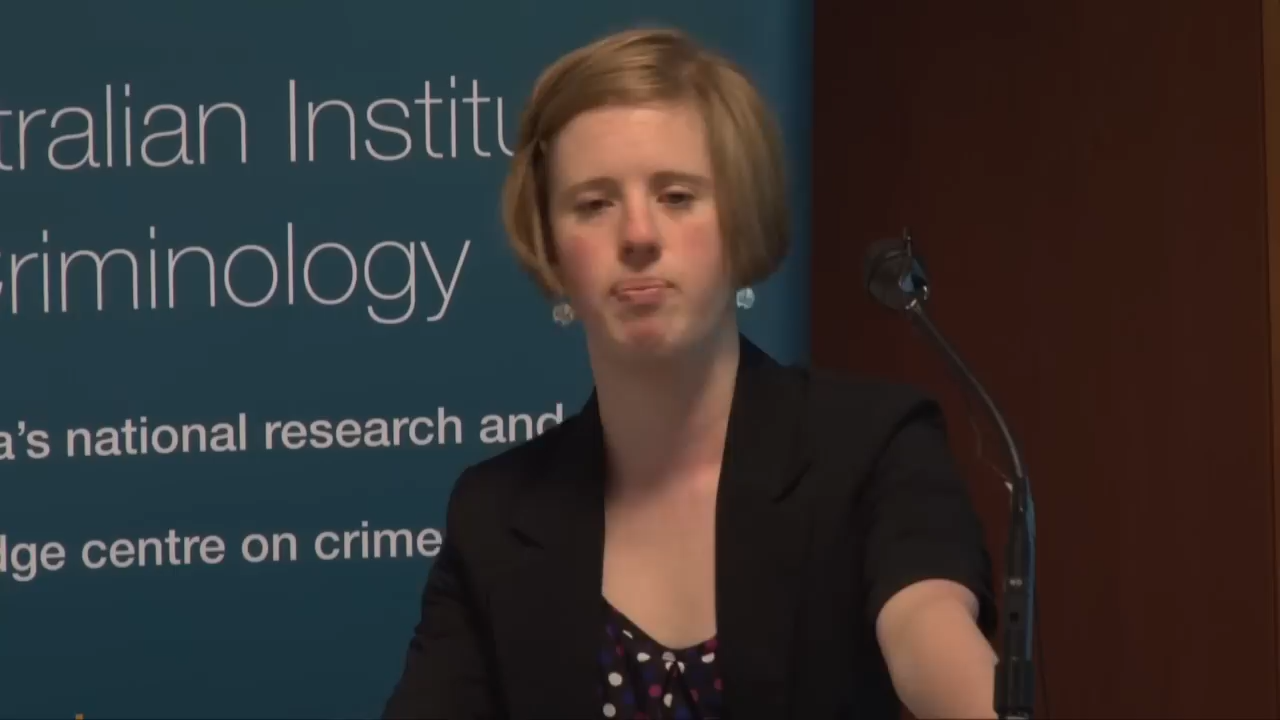 tralian Institu
riminology
a's national research and
dge centre on crime